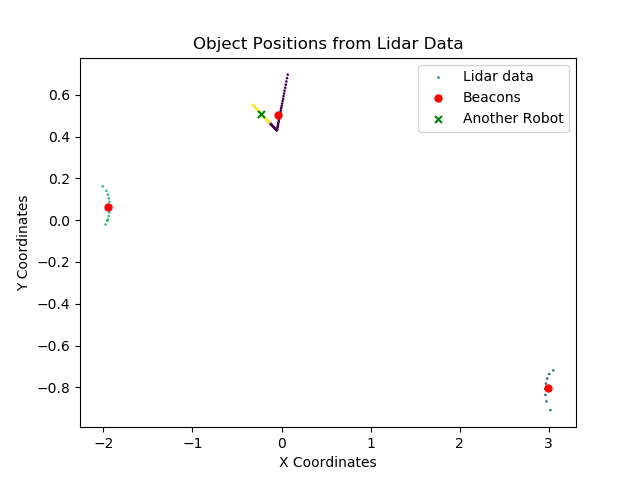 Object Positions from Lidar Data
Lidar data
Beacons
Another Robot
0.6
0.4
0.2
0.0
−0.2
−0.4
−0.6
−0.8
Y Coordinates
−2
−1
0
1
2
3
X Coordinates